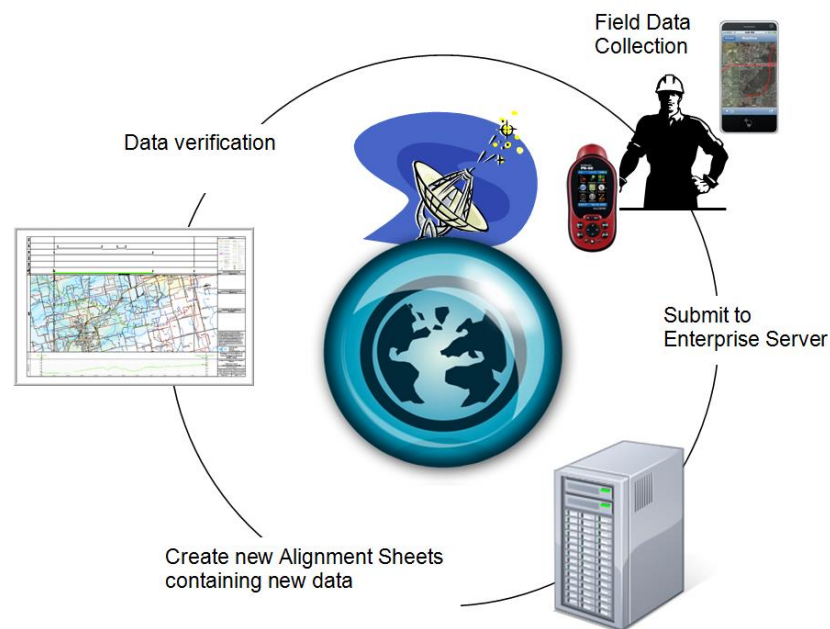 Field Data
Collection
Data verification
Submit to
Enterprise Server
Create new Alignment Sheets
containing new data